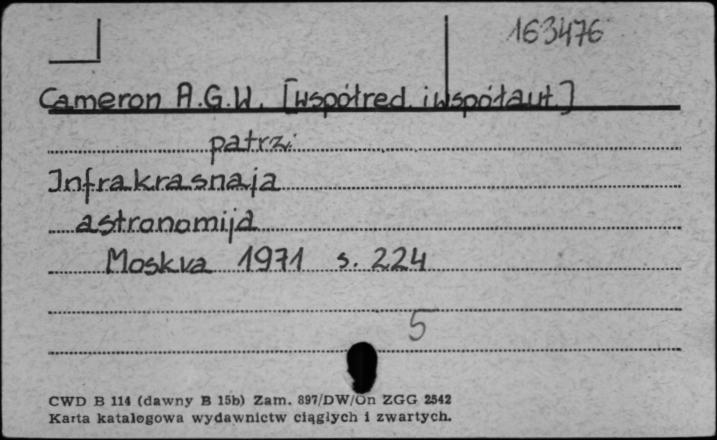 163476
Cameron A.G.W. [współred. i współaut.]
patrz:
Infrakrasnaja
astronomija
Moskva 1971 s. 224
5
CWD B 114 (dawny B 15b) Zam. 897/DW/On ZGG 2542
Karta katalogowa wydawnictw ciągłych i zwartych.